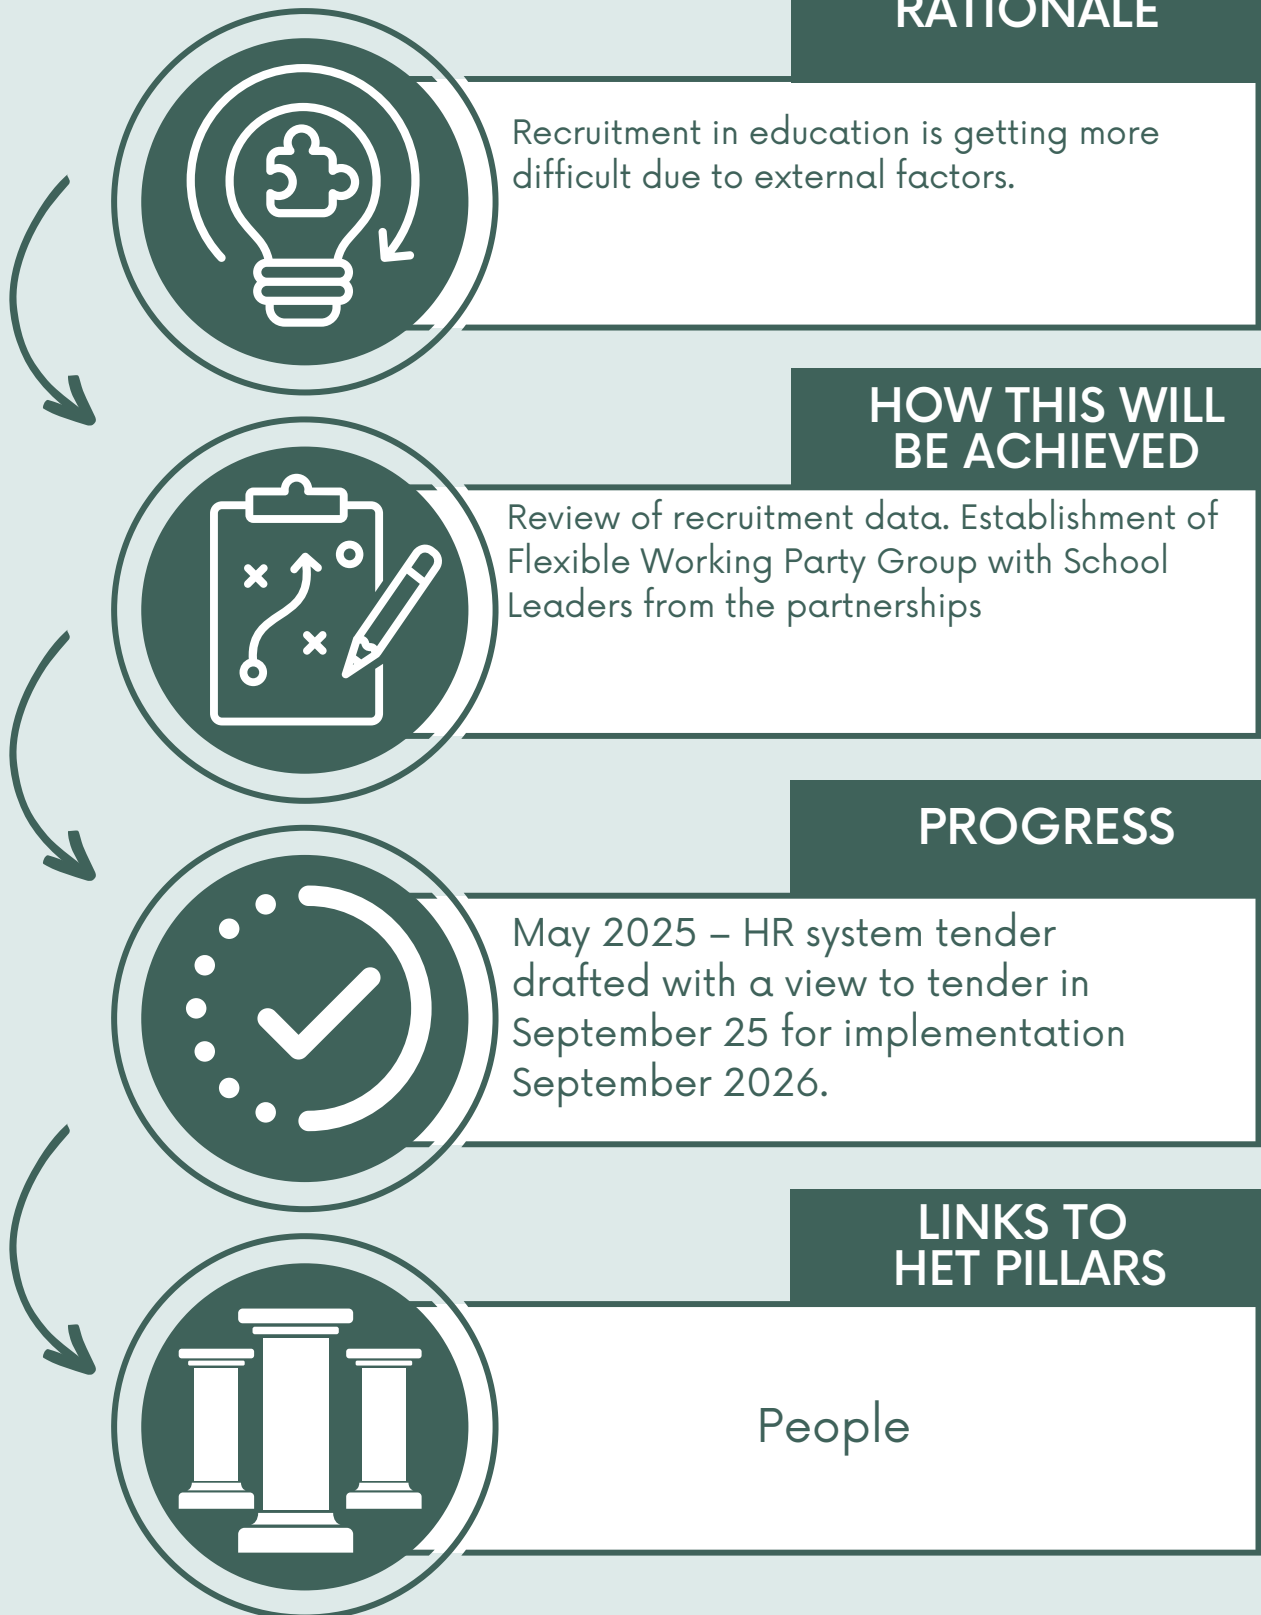 RATIONALE
Recruitment in education is getting more
difficult due to external factors.
HOW THIS WILL
BE ACHIEVED
Review of recruitment data. Establishment of
Flexible Working Party Group with School
Leaders from the partnerships
PROGRESS
May 2025 – HR system tender
drafted with a view to tender in
September 25 for implementation
September 2026.
LINKS TO
HET PILLARS
People